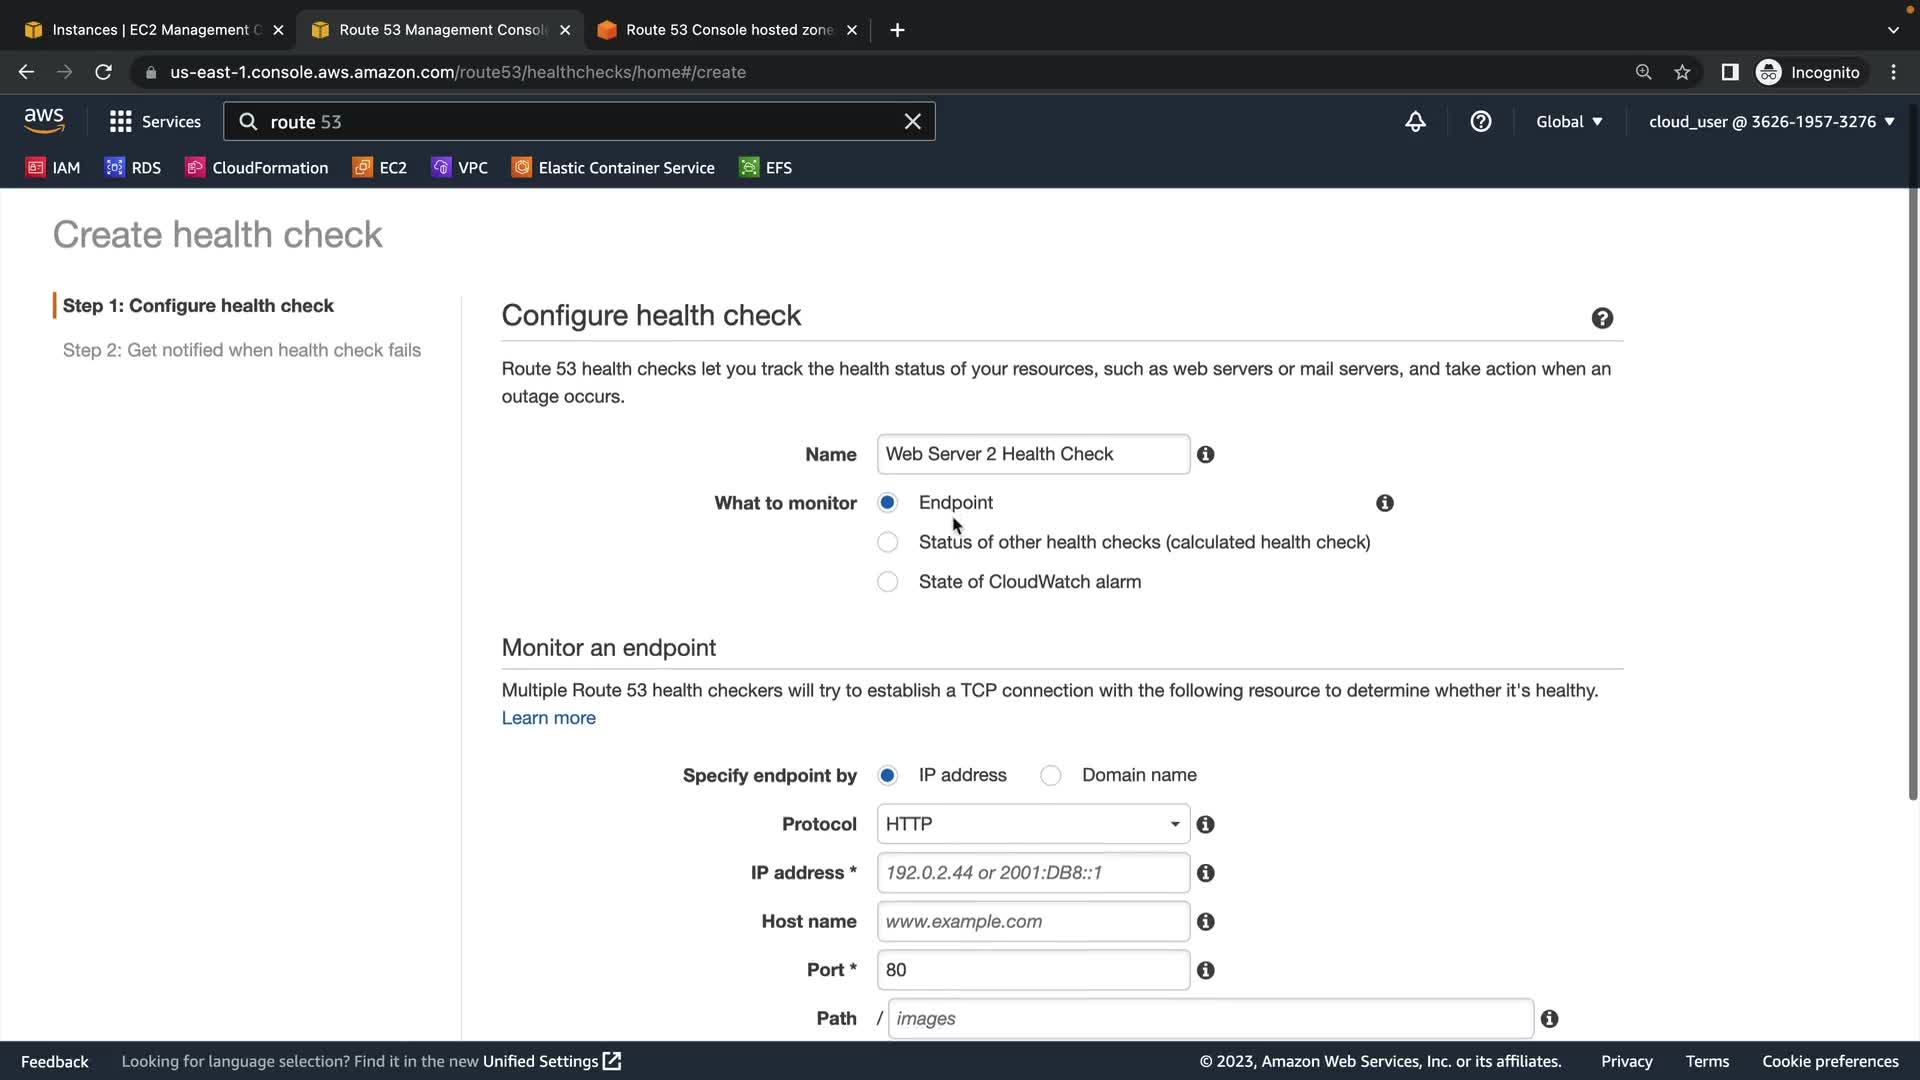 Instances | EC2 Management C
Route 53 Management Consol
Route 53 Console hosted zone
us-east-1.console.aws.amazon.com/route53/healthchecks/home#/create
Incognito
aws
Services
route 53
Global
cloud_user @ 3626-1957-3276
IAM
RDS
CloudFormation
EC2
VPC
Elastic Container Service
EFS
Create health check
Step 1: Configure health check
Step 2: Get notified when health check fails
Configure health check
Route 53 health checks let you track the health status of your resources, such as web servers or mail servers, and take action when an
outage occurs.
Name
Web Server 2 Health Check
What to monitor
Endpoint
Status of other health checks (calculated health check)
State of CloudWatch alarm
Monitor an endpoint
Multiple Route 53 health checkers will try to establish a TCP connection with the following resource to determine whether it's healthy.
Learn more
Specify endpoint by
IP address
Domain name
Protocol
HTTP
IP address *
192.0.2.44 or 2001:DB8::1
Host name
www.example.com
Port *
80
Path
/ images
Feedback
Looking for language selection? Find it in the new Unified Settings
© 2023, Amazon Web Services, Inc. or its affiliates.
Privacy
Terms
Cookie preferences